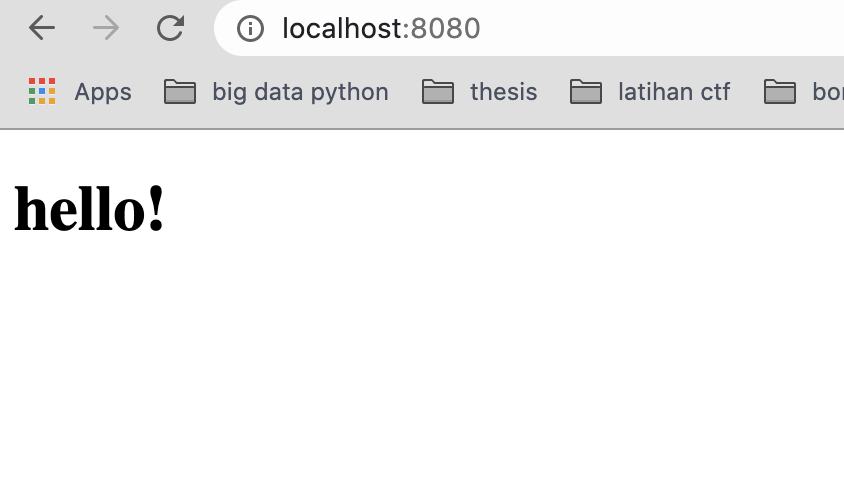 localhost:8080
Apps big data python thesis latihan ctf
hello!